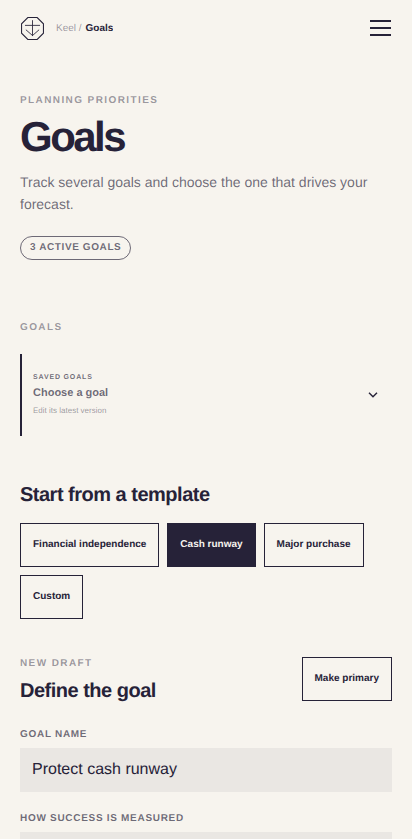 Keel / Goals
PLANNING PRIORITIES
Goals
Track several goals and choose the one that drives your
forecast.
3 ACTIVE GOALS
GOALS
SAVED GOALS
Choose a goal
Edit its latest version
Start from a template
Financial independence
Cash runway
Major purchase
Custom
NEW DRAFT
Define the goal
Make primary
GOAL NAME
Protect cash runway
HOW SUCCESS IS MEASURED